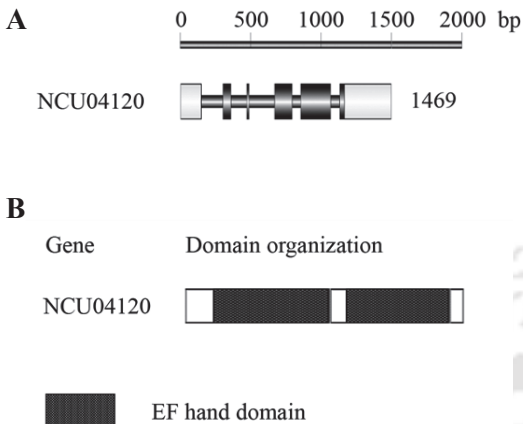 A
0 500 1000 1500 2000 bp
NCU04120 1469
B
Gene Domain organization
NCU04120
EF hand domain